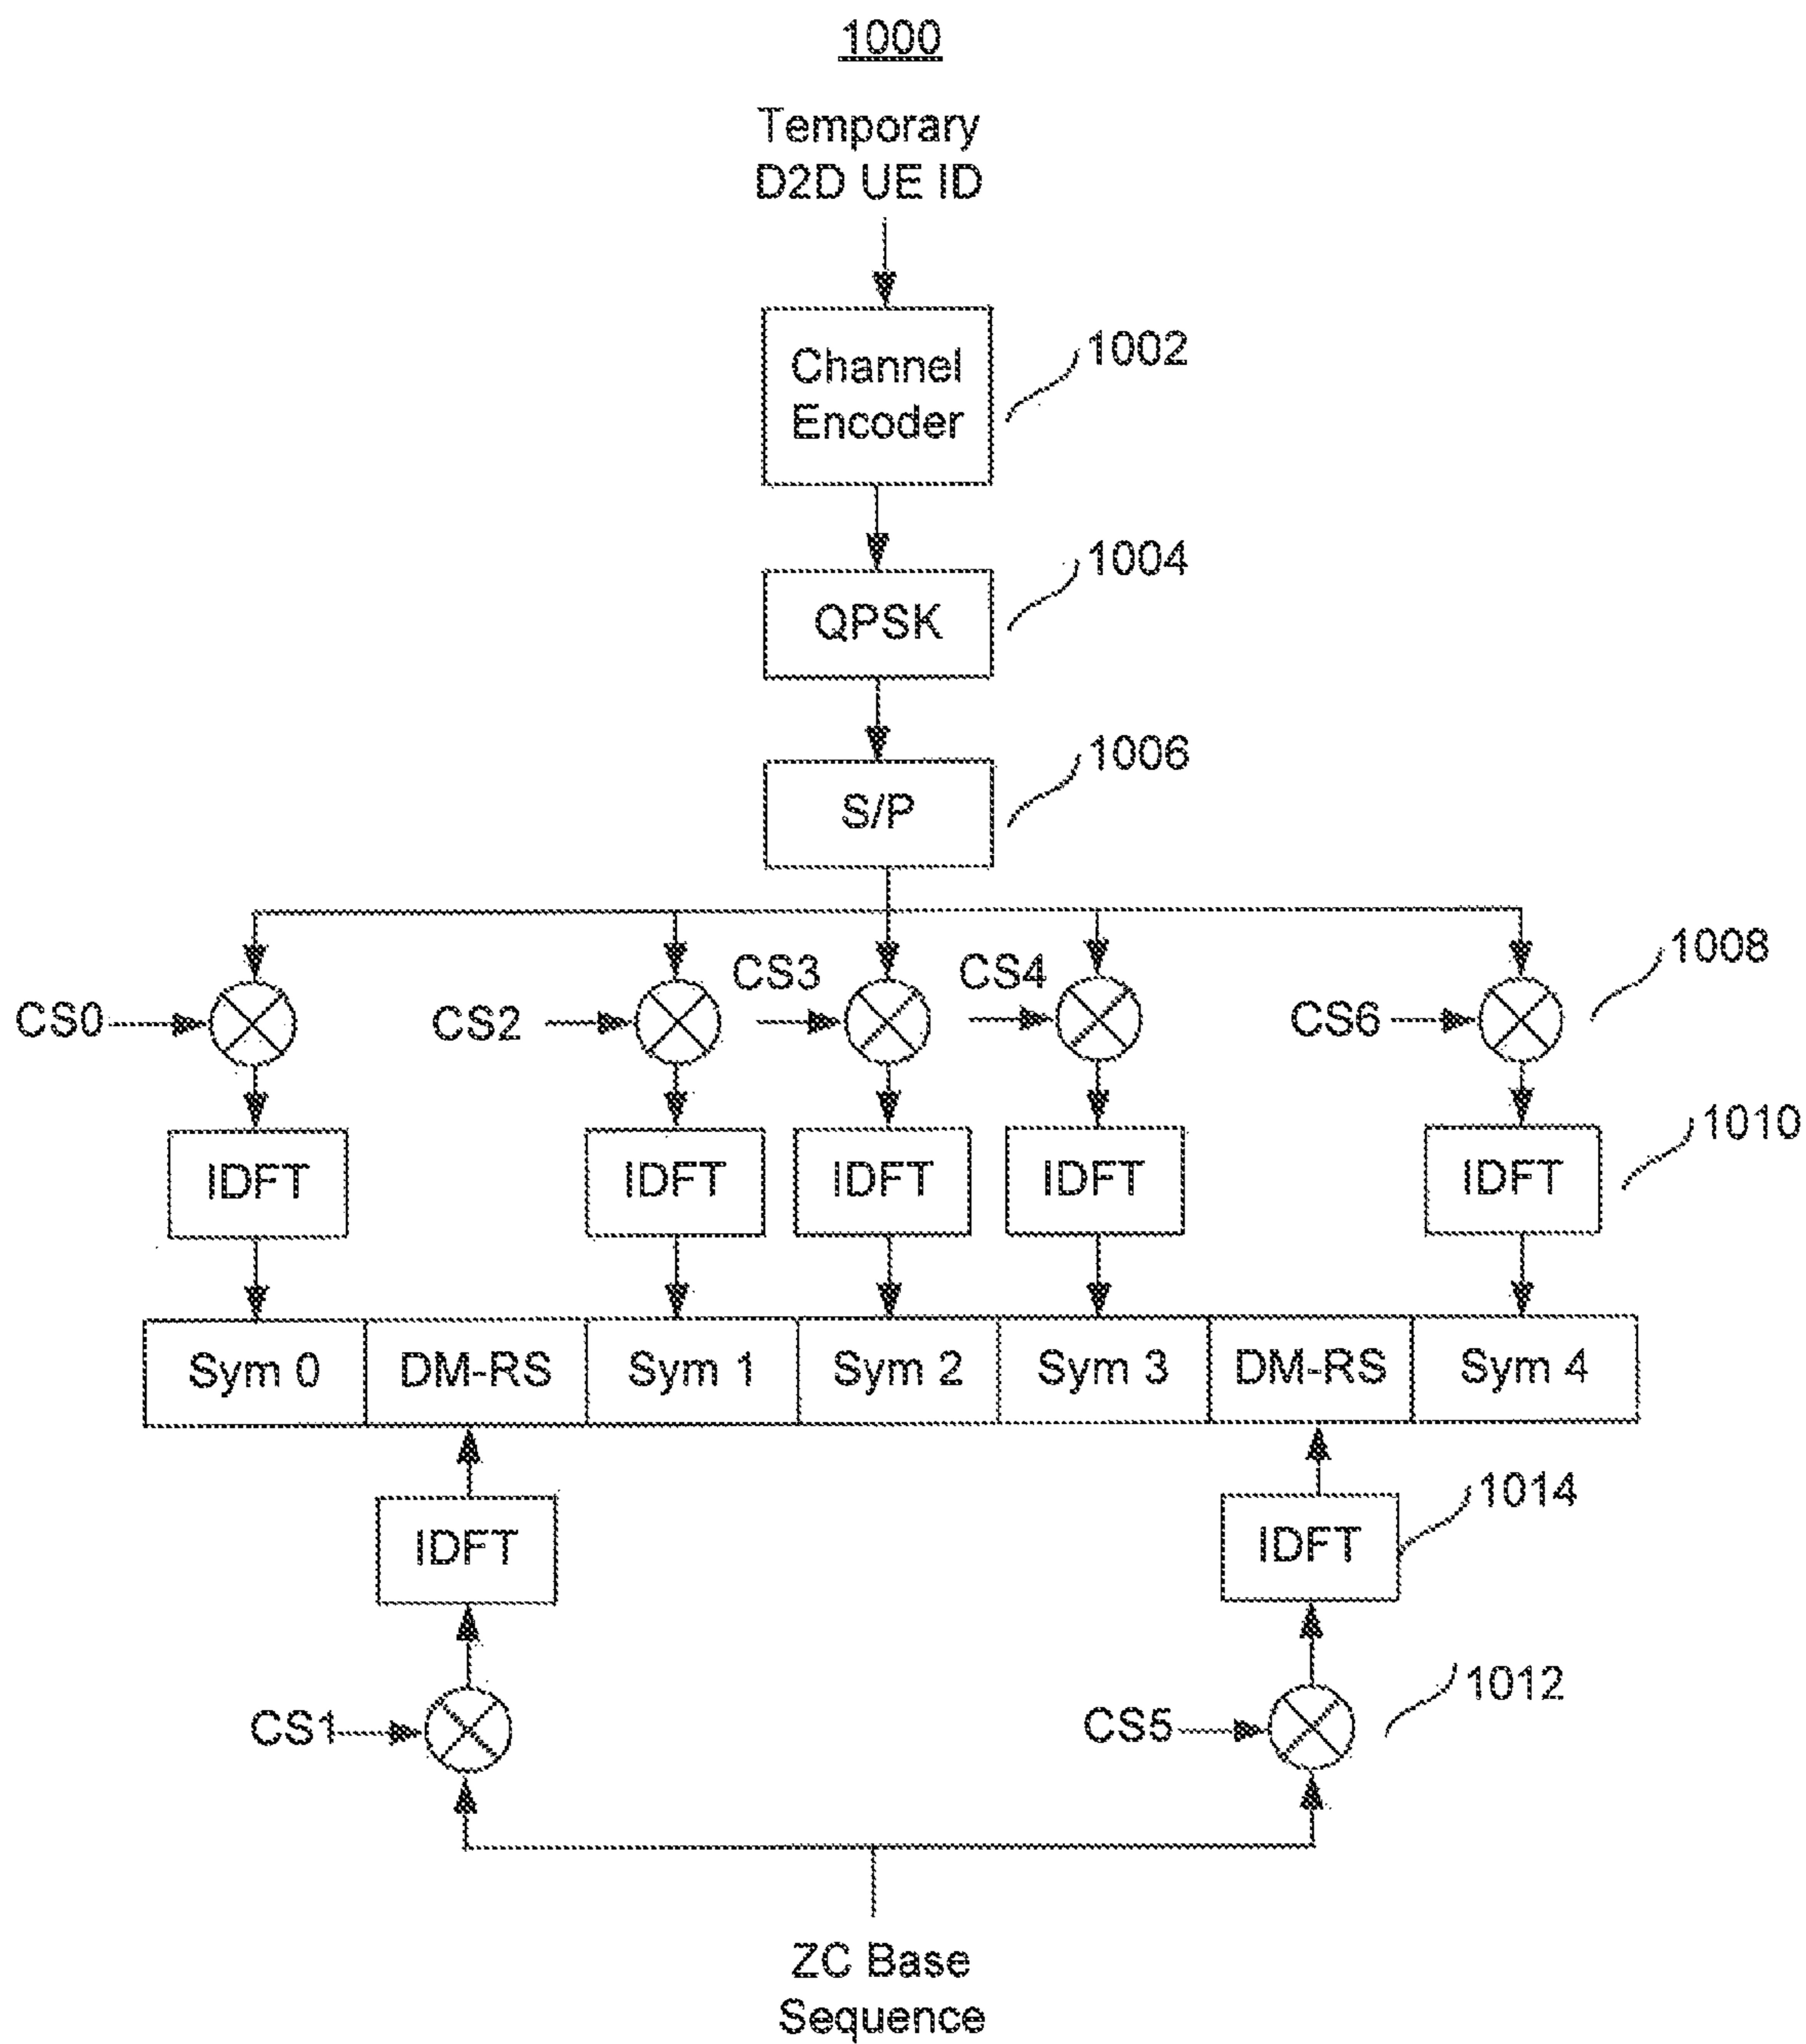 1000
Temporary
D2D UE ID
Channel
Encoder
1002
QPSK
1004
S/P
1006
CS0
CS2
CS3
CS4
CS6
1008
IDFT
IDFT
IDFT
IDFT
IDFT
1010
Sym 0
DM-RS
Sym 1
Sym 2
Sym 3
DM-RS
Sym 4
IDFT
IDFT
1014
CS1
CS5
1012
ZC Base
Sequence